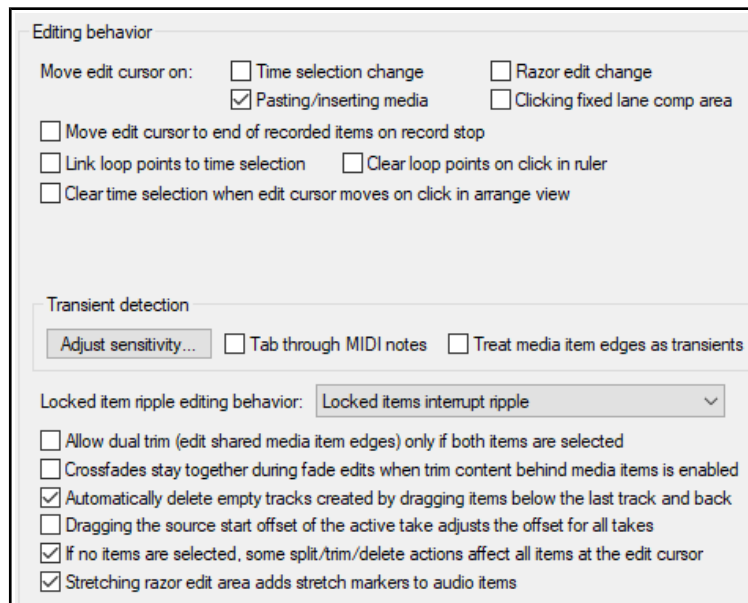 Editing behavior
Move edit cursor on: Time selection change Razor edit change
Pasting/inserting media Clicking fixed lane comp area
Move edit cursor to end of recorded items on record stop
Link loop points to time selection Clear loop points on click in ruler
Clear time selection when edit cursor moves on click in arrange view
Transient detection
Adjust sensitivity... Tab through MIDI notes Treat media item edges as transients
Locked item ripple editing behavior: Locked items interrupt ripple
Allow dual trim (edit shared media item edges) only if both items are selected
Crossfades stay together during fade edits when trim content behind media items is enabled
Automatically delete empty tracks created by dragging items below the last track and back
Dragging the source start offset of the active take adjusts the offset for all takes
If no items are selected, some split/trim/delete actions affect all items at the edit cursor
Stretching razor edit area adds stretch markers to audio items